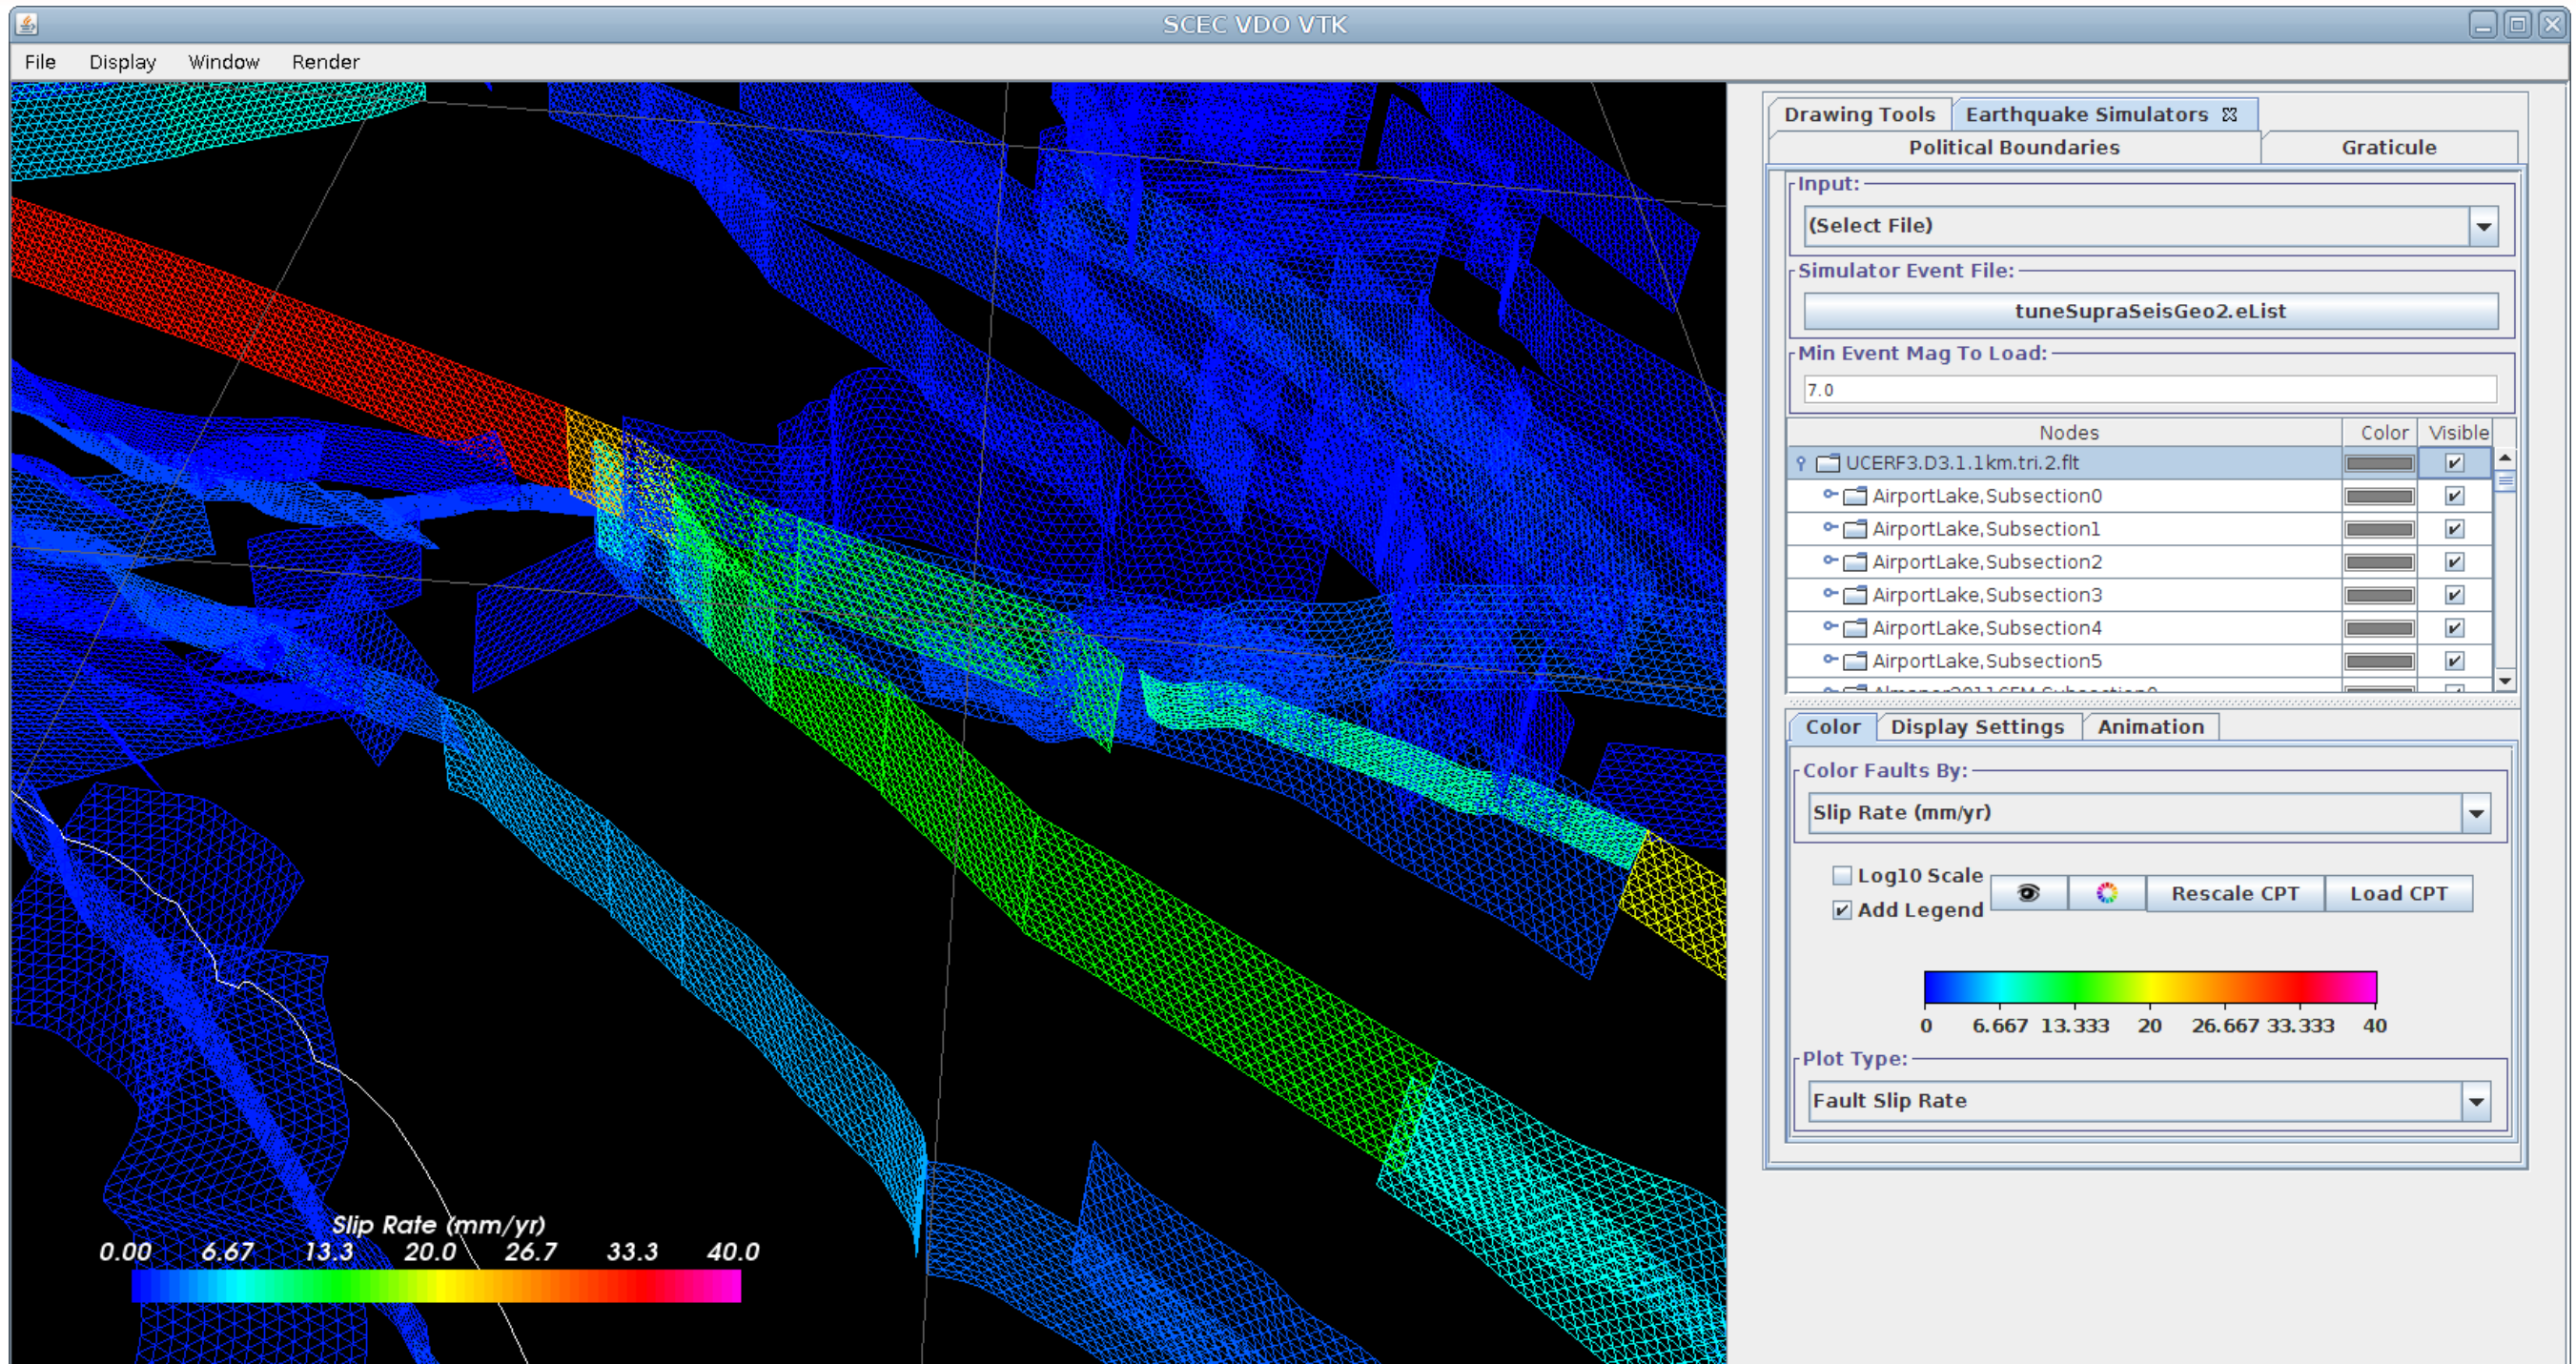 SCEC VDO VTK
File Display Window Render
Drawing Tools Earthquake Simulators
Political Boundaries Graticule
Input:
(Select File)
Simulator Event File:
tuneSupraSeisGeo2.eList
Min Event Mag To Load:
7.0
Nodes Color Visible
UCERF3.D3.1.1km.tri.2.flt
AirportLake,Subsection0
AirportLake,Subsection1
AirportLake,Subsection2
AirportLake,Subsection3
AirportLake,Subsection4
AirportLake,Subsection5
Color Display Settings Animation
Color Faults By:
Slip Rate (mm/yr)
Log10 Scale
Add Legend
Rescale CPT Load CPT
0 6.667 13.333 20 26.667 33.333 40
Plot Type:
Fault Slip Rate
Slip Rate (mm/yr)
0.00 6.67 13.3 20.0 26.7 33.3 40.0